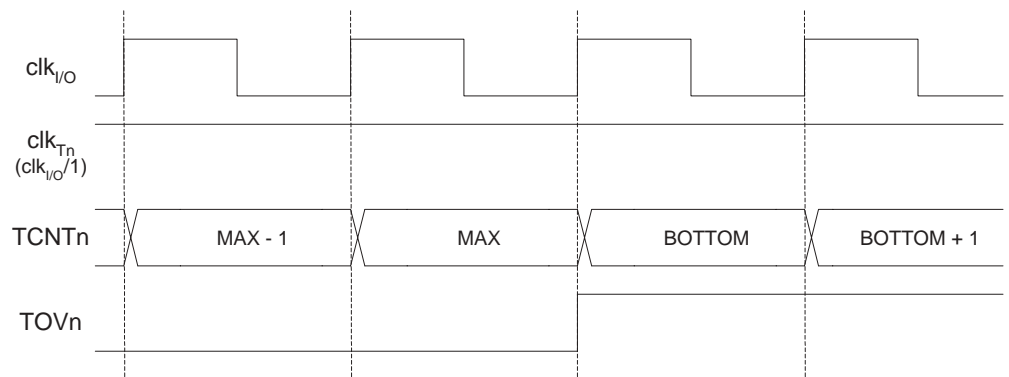 clkI/O
clkTn
(clkI/O/1)
TCNTn MAX - 1 MAX BOTTOM BOTTOM + 1
TOVn